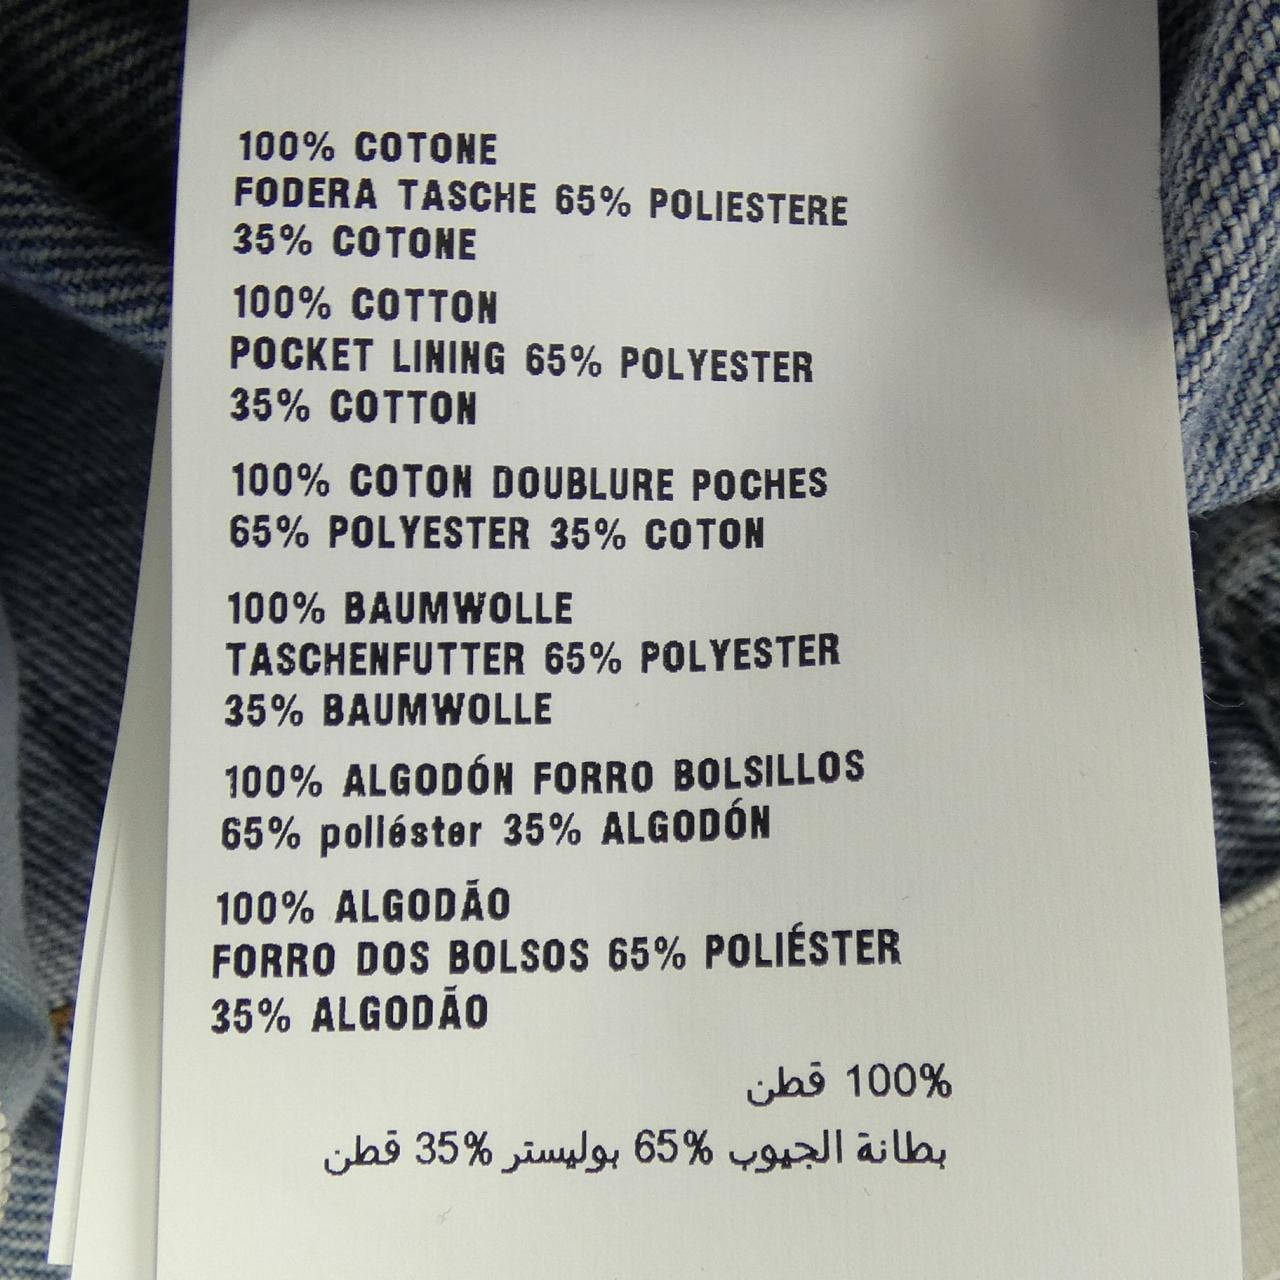 100% COTONE
FODERA TASCHE 65% POLIESTERE
35% COTONE
100% COTTON
POCKET LINING 65% POLYESTER
35% COTTON
100% COTON DOUBLURE POCHES
65% POLYESTER 35% COTON
100% BAUMWOLLE
TASCHENFUTTER 65% POLYESTER
35% BAUMWOLLE
100% ALGODÓN FORRO BOLSILLOS
65% poliéster 35% ALGODÓN
100% ALGODÃO
FORRO DOS BOLSOS 65% POLIÉSTER
35% ALGODÃO
100% قطن
بطانة الجيوب 65% بوليستر 35% قطن